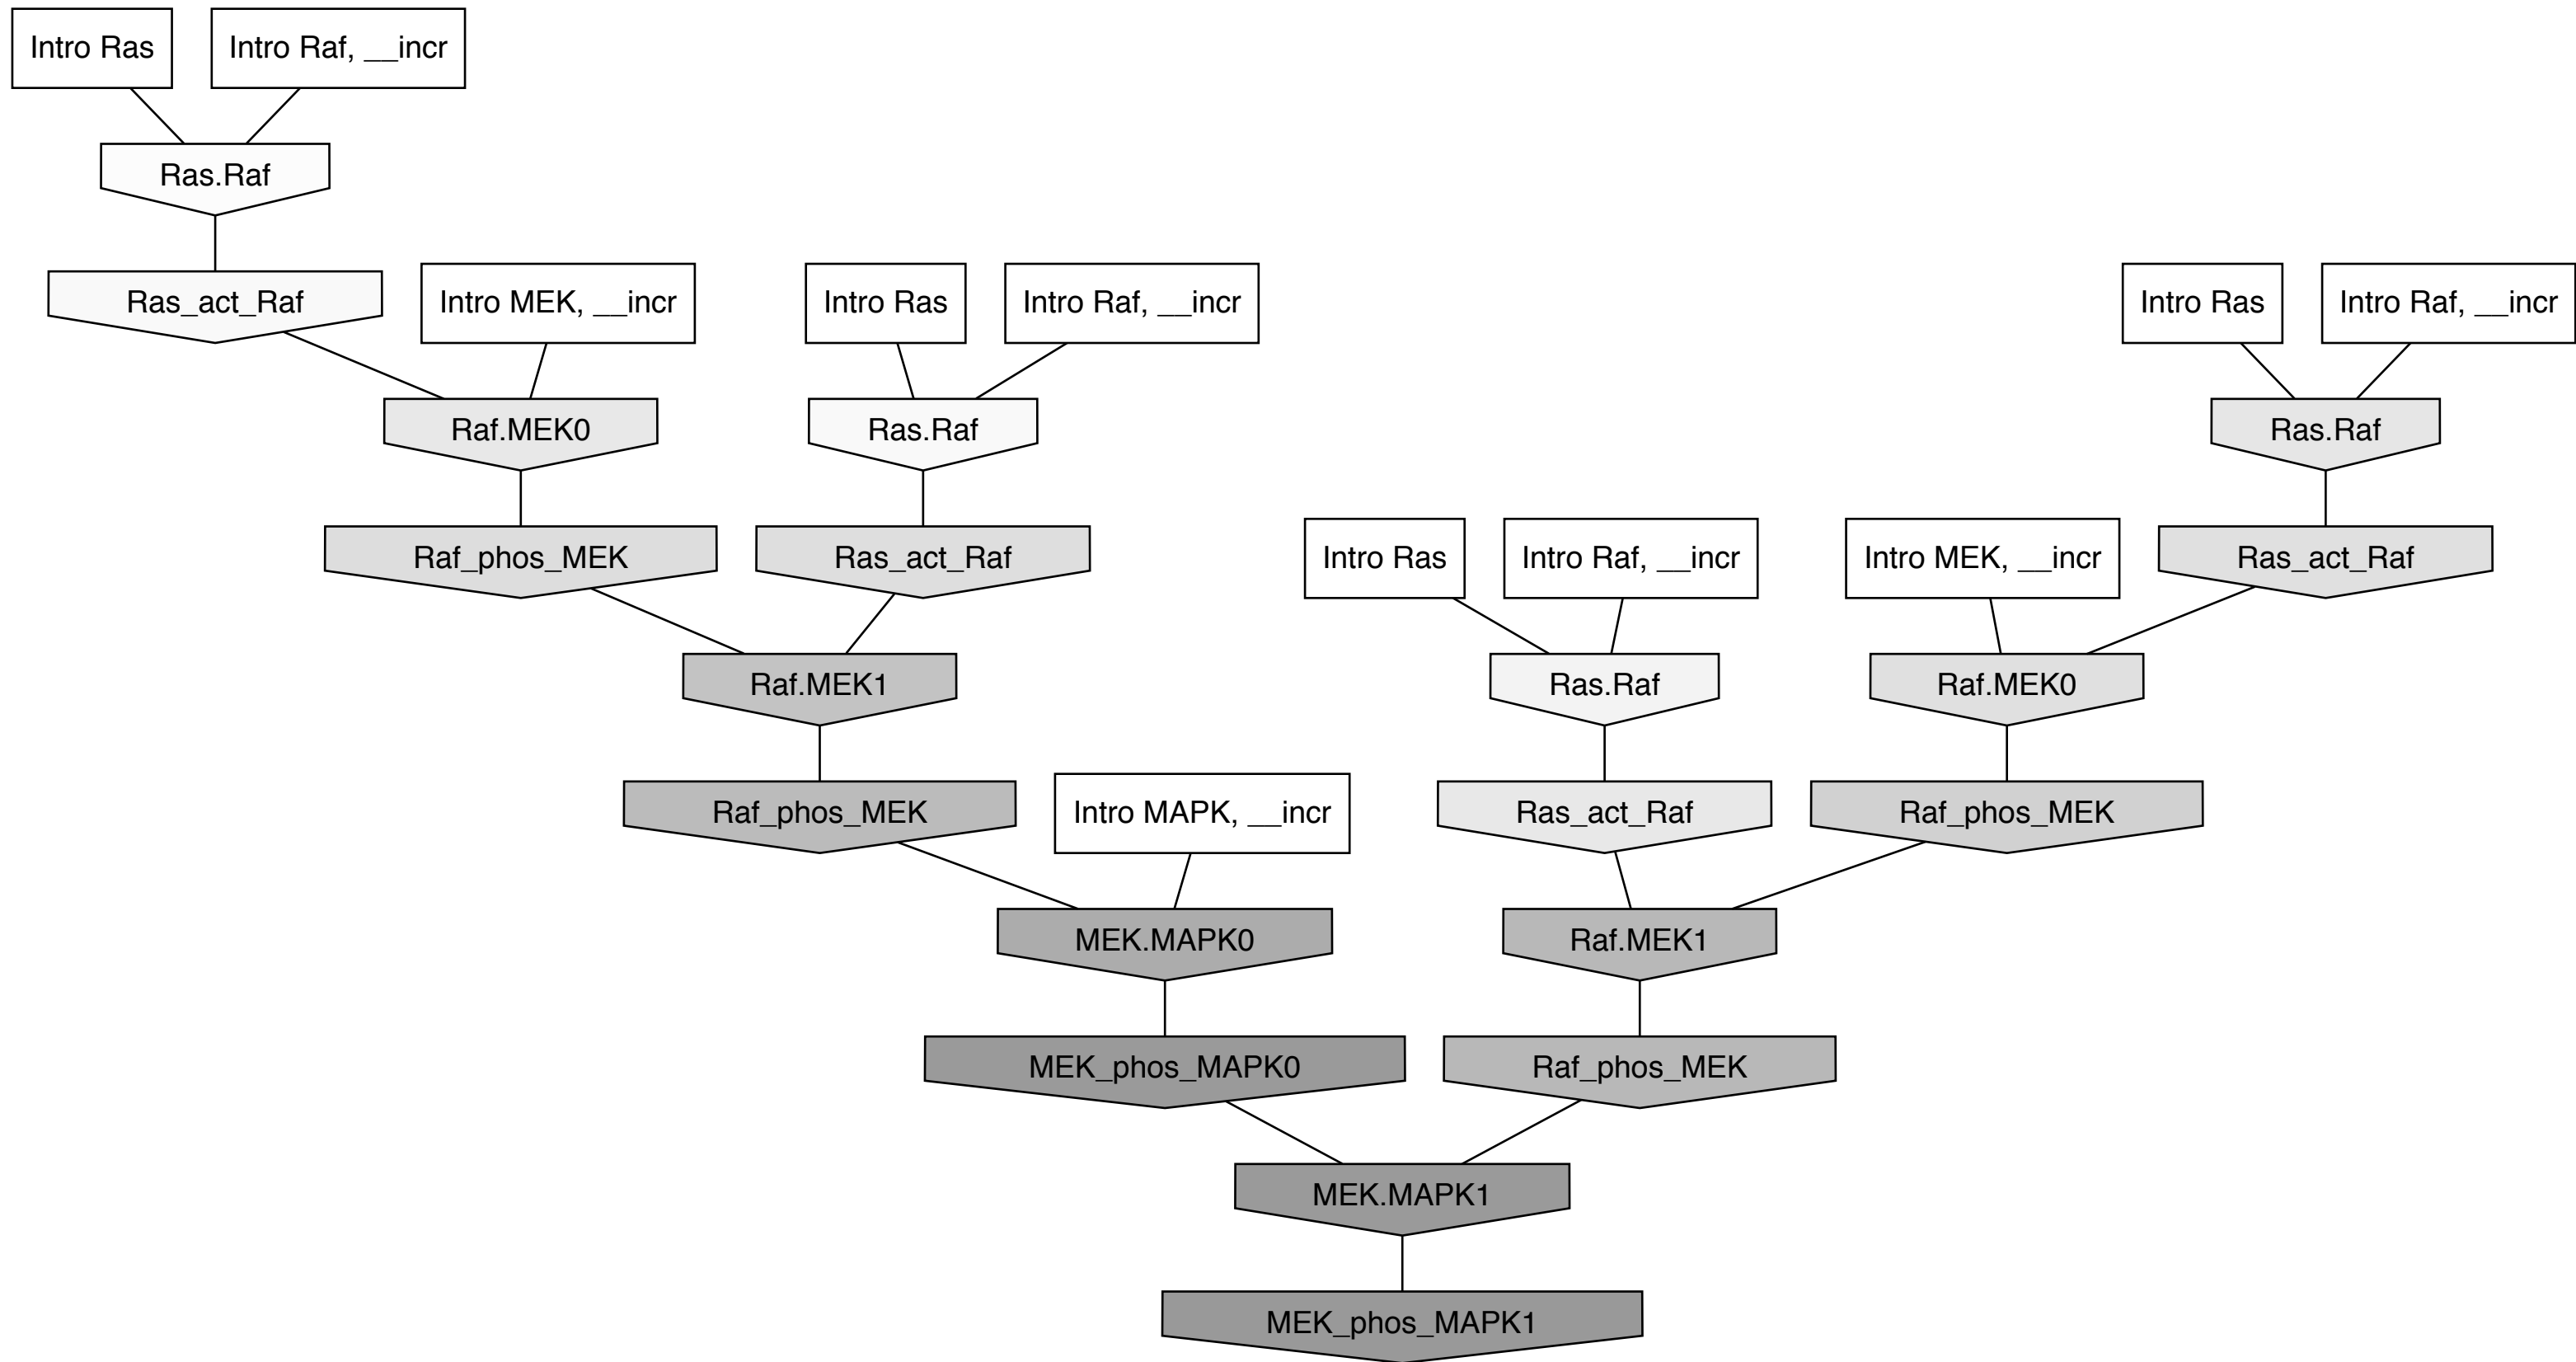 Intro Ras
Intro Raf, __incr
Ras.Raf
Ras_act_Raf
Intro MEK, __incr
Intro Ras
Intro Raf, __incr
Intro Ras
Intro Raf, __incr
Raf.MEK0
Ras.Raf
Ras.Raf
Raf_phos_MEK
Ras_act_Raf
Intro Ras
Intro Raf, __incr
Intro MEK, __incr
Ras_act_Raf
Raf.MEK1
Ras.Raf
Raf.MEK0
Raf_phos_MEK
Intro MAPK, __incr
Ras_act_Raf
Raf_phos_MEK
MEK.MAPK0
Raf.MEK1
MEK_phos_MAPK0
Raf_phos_MEK
MEK.MAPK1
MEK_phos_MAPK1